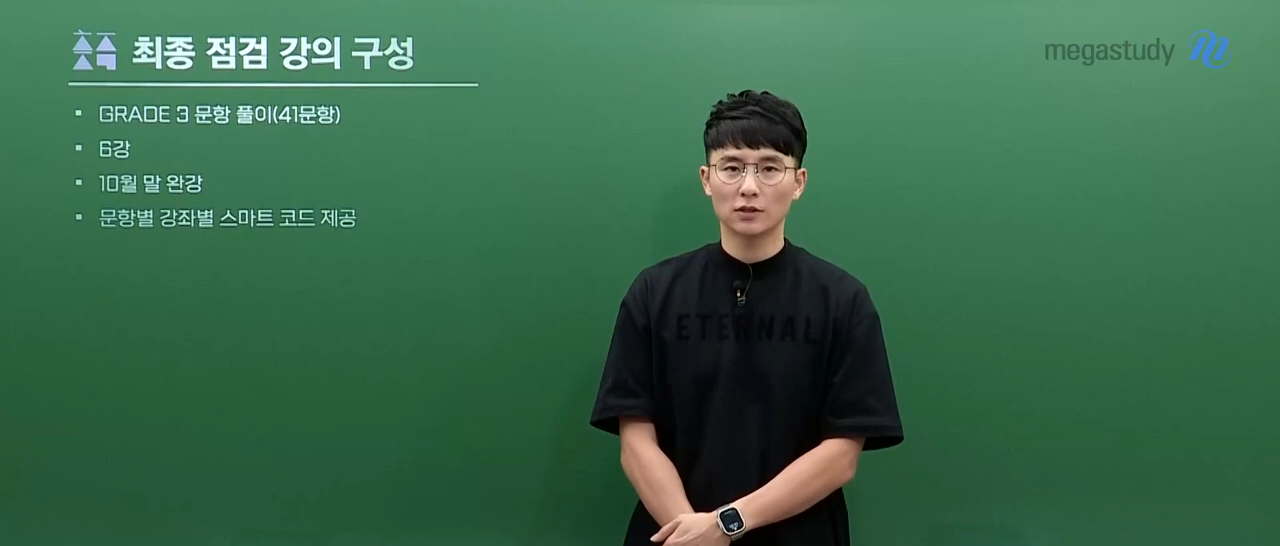 최종 점검 강의 구성
megastudy
GRADE 3 문항 풀이(41문항)
6강
10월 말 완강
문항별 강좌별 스마트 코드 제공
ETERNAL